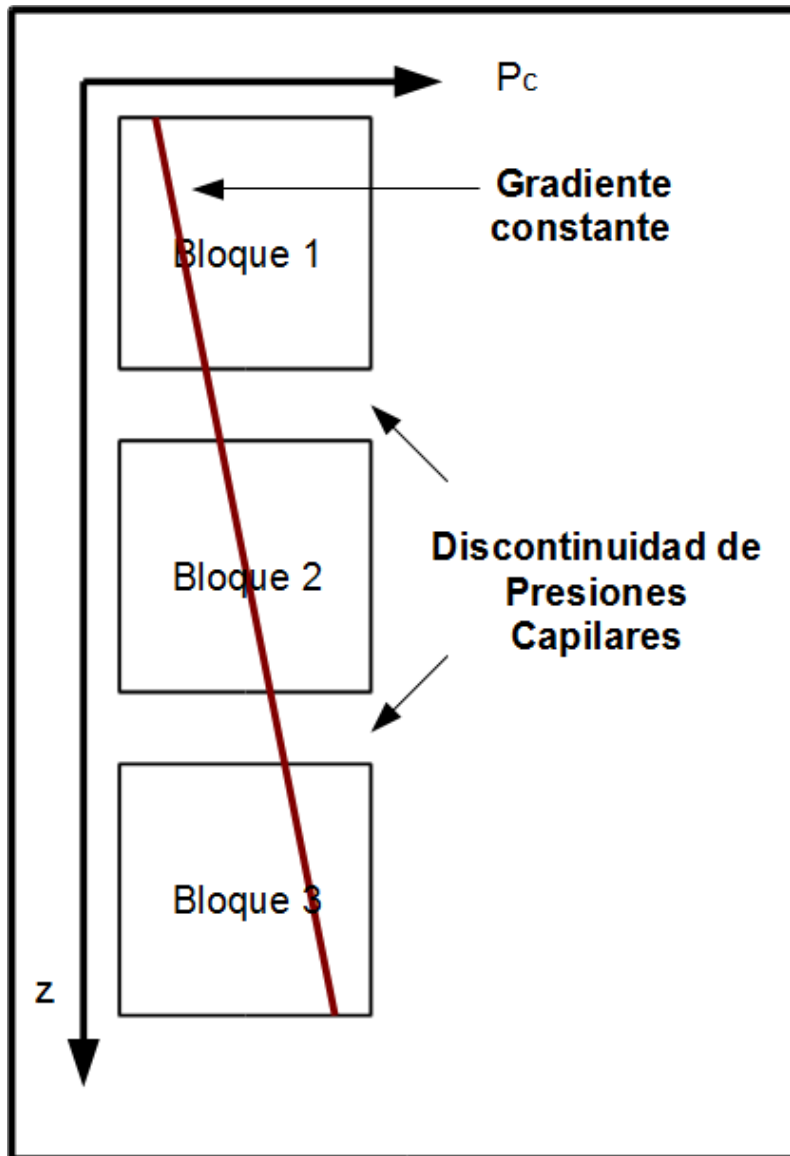 Pc
Gradiente
constante
Bloque 1
Bloque 2
Discontinuidad de
Presiones
Capilares
Bloque 3
z